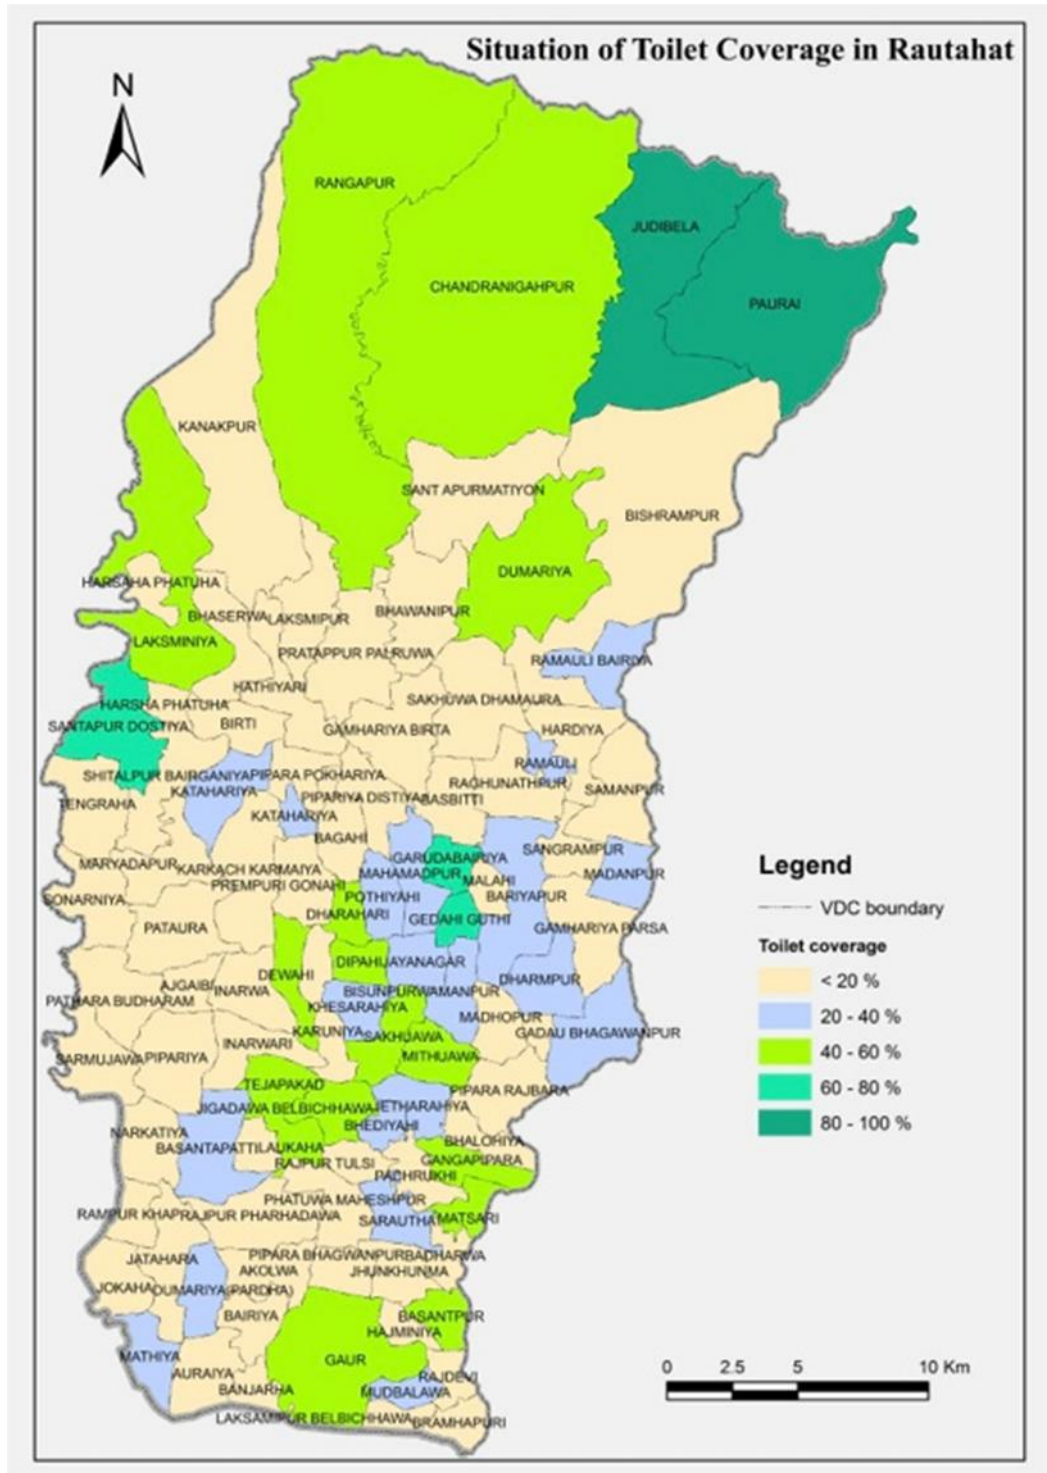 Situation of Toilet Coverage in Rautahat
N
RANGAPUR
JUDIBELA
CHANDRANIGAHPUR
PAURAI
KANAKPUR
SANT APURMATIYON
BISHRAMPUR
DUMARIYA
HARSAHA PHATUHA
BHASERWA LAKSMIPUR
BHAWANIPUR
LAKSMINIYA
PRATAPPUR PALRUWA
RAMAULI BAIRIYA
HATHIYARI
SAKHUWA DHAMAURA
HARSHA PHATUHA
SANTAPUR DOSTIYA
BIRTI
GAMHARIYA BIRTA
HARDIYA
RAMAULI
SHITALPUR BAIRGANIYA PIPARA POKHARIYA
RAGHUNATHPUR
SAMANPUR
KATAHARIYA
PIPARIYA DISTIYA BASBITTI
TENGRAHA
KATAHARIYA
BAGAHI
SANGRAMPUR
GARUDABAIRIYA
MARYADAPUR
KARKACH KARMAIYA
MAHAMADPUR
MALAHI
MADANPUR
PREMPURI GONAHI
SONARNIYA
POTHIYAHI
BARIYAPUR
DHARAHARI
GEDAHI GUTHI
PATAURA
GAMHARIYA PARSA
DIPAHI JAYANAGAR
DEWAHI
DHARMPUR
AJGAIBI
INARWA
BISUNPURWAMANPUR
PATHARA BUDHARAM
KHESARAHIYA
MADHOPUR
KARUNIYA
SAKHUAWA
GADAU BHAGAWANPUR
INARWARI
SARMUJAWA PIPARIYA
MITHUAWA
TEJAPAKAD
PIPARA RAJBARA
JIGADAWA BELBICHHAWA
JETHARAHIYA
BHEDIYAHI
NARKATIYA
BASANTAPATTI LAUKAHA
BHALOHIYA
RAJPUR TULSI
GANGAPIPARA
PACHRUKHI
PHATUWA MAHESHPUR
RAMPUR KHAP RAJPUR PHARHADAWA
SARAUTHA
MATSARI
JATAHARA
PIPARA BHAGWANPUR BADHARWA
AKOLWA
JHUNKHUNMA
JOKAHA
DUMARIYA (PARDHA)
BAIRIYA
BASANTPUR
HAJMINIYA
MATHIYA
GAUR
AURAIYA
RAJDEVI
BANJARHA
MUDBALAWA
LAKSAMIPUR BELBICHHAWA
BRAMHAPURI
Legend
VDC boundary
Toilet coverage
< 20 %
20 - 40 %
40 - 60 %
60 - 80 %
80 - 100 %
0 2.5 5 10 Km